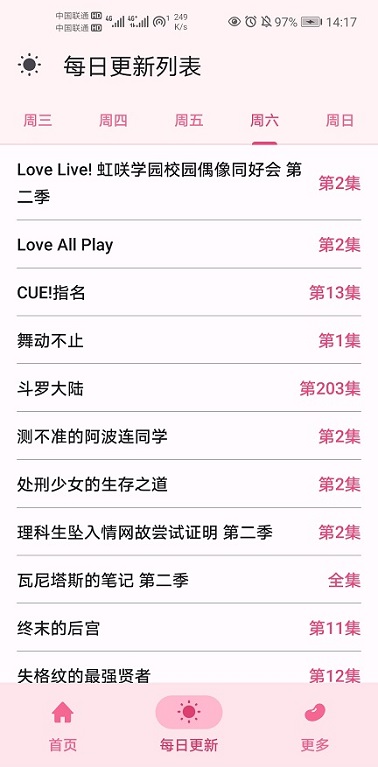 中国联通 HD 4G 4G 1 249 97% 14:17
中国联通 HD K/s
每日更新列表
周三 周四 周五 周六 周日
Love Live! 虹咲学园校园偶像同好会 第 第2集
二季
Love All Play 第2集
CUE!指名 第13集
舞动不止 第1集
斗罗大陆 第203集
测不准的阿波连同学 第2集
处刑少女的生存之道 第2集
理科生坠入情网故尝试证明 第二季 第2集
瓦尼塔斯的笔记 第二季 全集
终末的后宫 第11集
失格纹的最强贤者 第12集
首页 每日更新 更多